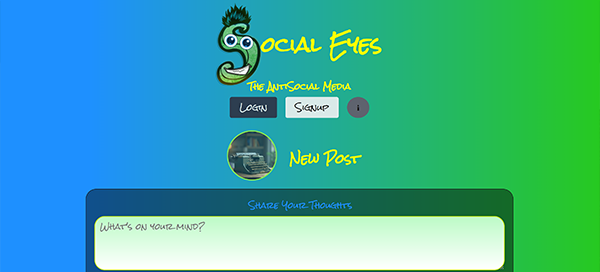 Social Eyes
The AntiSocial Media
Login Signup i
New Post
Share Your Thoughts
What's on your mind?